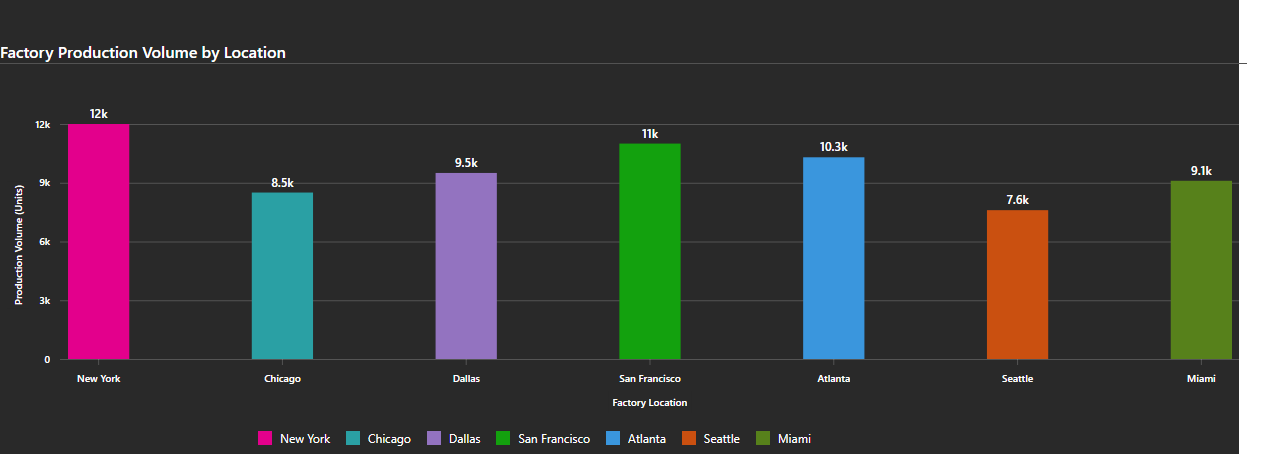 Factory Production Volume by Location
12k
8.5k
9.5k
11k
10.3k
7.6k
9.1k
12k
9k
6k
3k
0
Production Volume (Units)
New York Chicago Dallas San Francisco Atlanta Seattle Miami
Factory Location
New York Chicago Dallas San Francisco Atlanta Seattle Miami